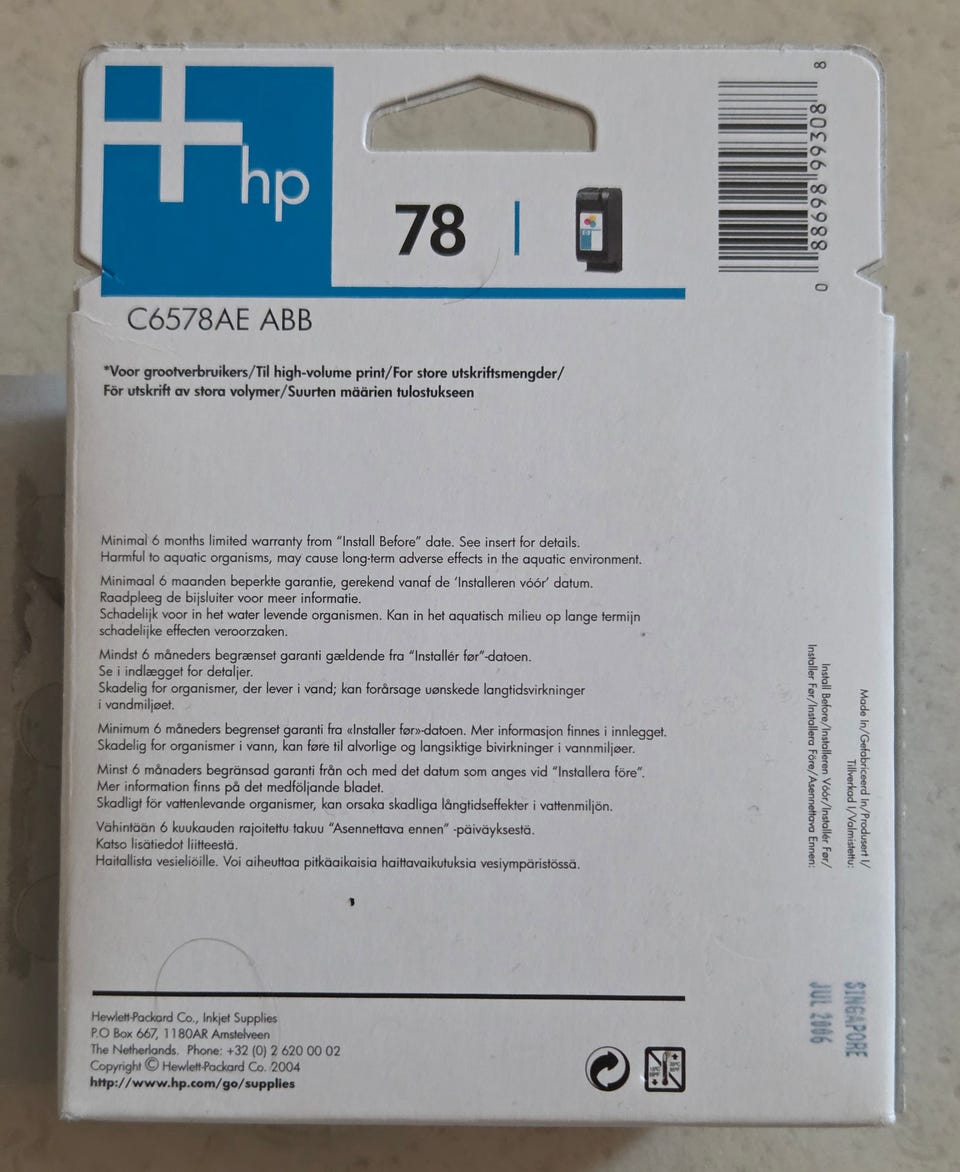 hp
78
0 88698 99308 8
C6578AE ABB
*Voor grootverbruikers/Til high-volume print/For store utskriftsmengder/
För utskrift av stora volymer/Suurten määrien tulostukseen
Minimal 6 months limited warranty from “Install Before” date. See insert for details.
Harmful to aquatic organisms, may cause long-term adverse effects in the aquatic environment.
Minimaal 6 maanden beperkte garantie, gerekend vanaf de ‘Installeren vóór’ datum.
Raadpleeg de bijsluiter voor meer informatie.
Schadelijk voor in het water levende organismen. Kan in het aquatisch milieu op lange termijn
schadelijke effecten veroorzaken.
Mindst 6 måneders begrænset garanti gældende fra “Installér før”-datoen.
Se i indlægget for detaljer.
Skadelig for organismer, der lever i vand; kan forårsage uønskede langtidsvirkninger
i vandmiljøet.
Minimum 6 måneders begrenset garanti fra «Installer før»-datoen. Mer informasjon finnes i innlegget.
Skadelig for organismer i vann, kan føre til alvorlige og langsiktige bivirkninger i vannmiljøer.
Minst 6 månaders begränsad garanti från och med det datum som anges vid “Installera före”.
Mer information finns på det medföljande bladet.
Skadligt för vattenlevande organismer, kan orsaka skadliga långtidseffekter i vattenmiljön.
Vähintään 6 kuukauden rajoitettu takuu “Asennettava ennen” -päiväyksestä.
Katso lisätiedot liitteestä.
Haitallista vesieliöille. Voi aiheuttaa pitkäaikaisia haittavaikutuksia vesiympäristössä.
Made In/Gefabriceerd In/Produsert I/
Tillverkad I/Valmistettu:
Install Before/Installeren Vóór/Installér Før/
Installer Før/Installera Före/Asennettava Ennen:
SINGAPORE
JUL 2006
Hewlett-Packard Co., Inkjet Supplies
P.O Box 667, 1180AR Amstelveen
The Netherlands. Phone: +32 (0) 2 620 00 02
Copyright © Hewlett-Packard Co. 2004
http://www.hp.com/go/supplies